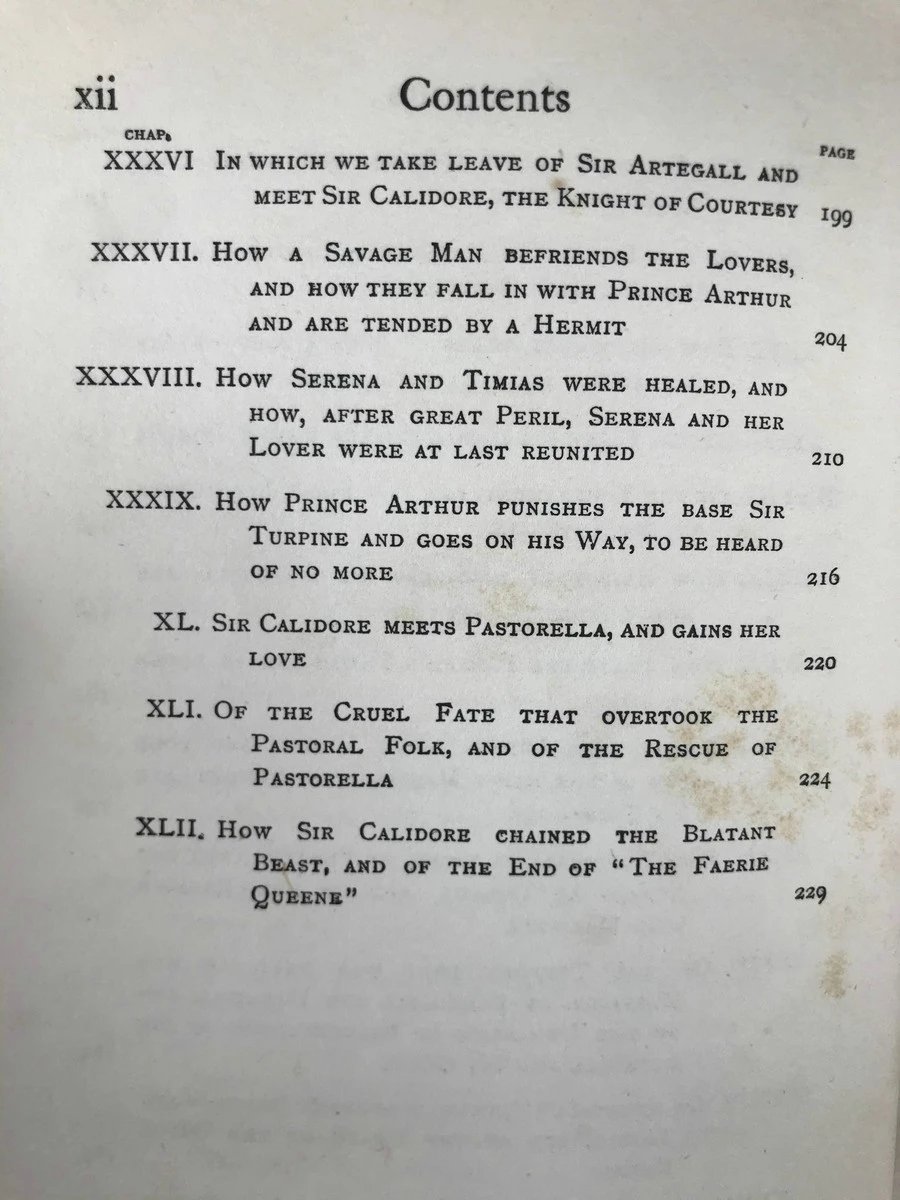 xii Contents
CHAP. PAGE
XXXVI In which we take leave of Sir Artegall and
meet Sir Calidore, the Knight of Courtesy 199
XXXVII. How a Savage Man befriends the Lovers,
and how they fall in with Prince Arthur
and are tended by a Hermit 204
XXXVIII. How Serena and Timias were healed, and
how, after great Peril, Serena and her
Lover were at last reunited 210
XXXIX. How Prince Arthur punishes the base Sir
Turpine and goes on his Way, to be heard
of no more 216
XL. Sir Calidore meets Pastorella, and gains her
love 220
XLI. Of the Cruel Fate that overtook the
Pastoral Folk, and of the Rescue of
Pastorella 224
XLII. How Sir Calidore chained the Blatant
Beast, and of the End of "The Faerie
Queene" 229